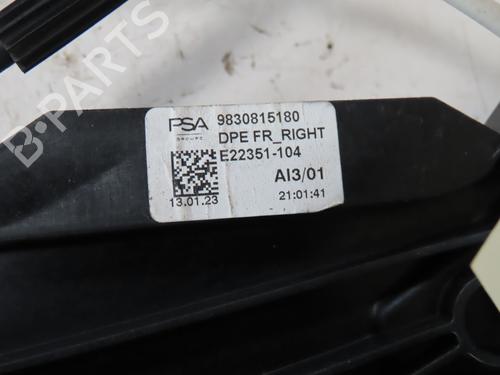 PSA
GROUPE
9830815180
DPE FR_RIGHT
E22351-104
AI3/01
13.01.23
21:01:41
B-PARTS